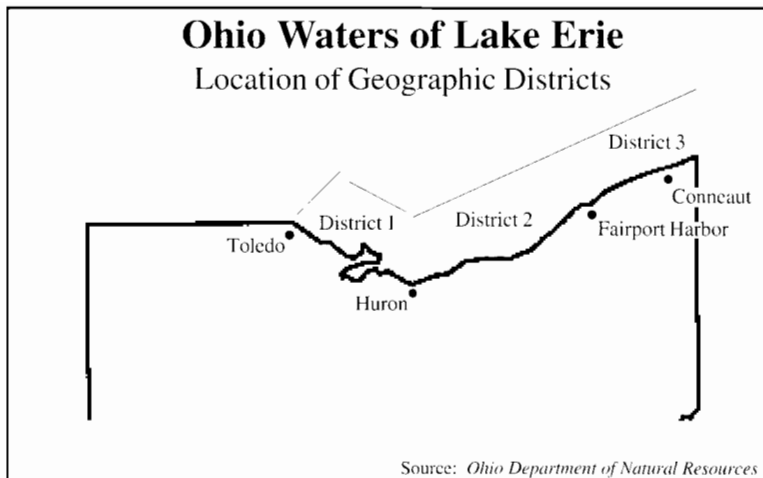 Ohio Waters of Lake Erie
Location of Geographic Districts
District 3
Conneaut
District 1
District 2
Fairport Harbor
Toledo
Huron
Source: Ohio Department of Natural Resources